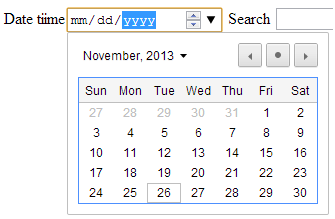 Date tiime mm/dd/yyyy Search
November, 2013
Sun Mon Tue Wed Thu Fri Sat
27 28 29 30 31 1 2
3 4 5 6 7 8 9
10 11 12 13 14 15 16
17 18 19 20 21 22 23
24 25 26 27 28 29 30